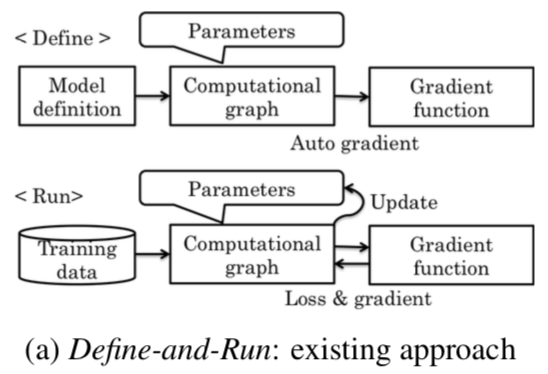 < Define >
Parameters
Model
definition
Computational
graph
Gradient
function
Auto gradient
< Run>
Parameters
Update
Training
data
Computational
graph
Gradient
function
Loss & gradient
(a) Define-and-Run: existing approach